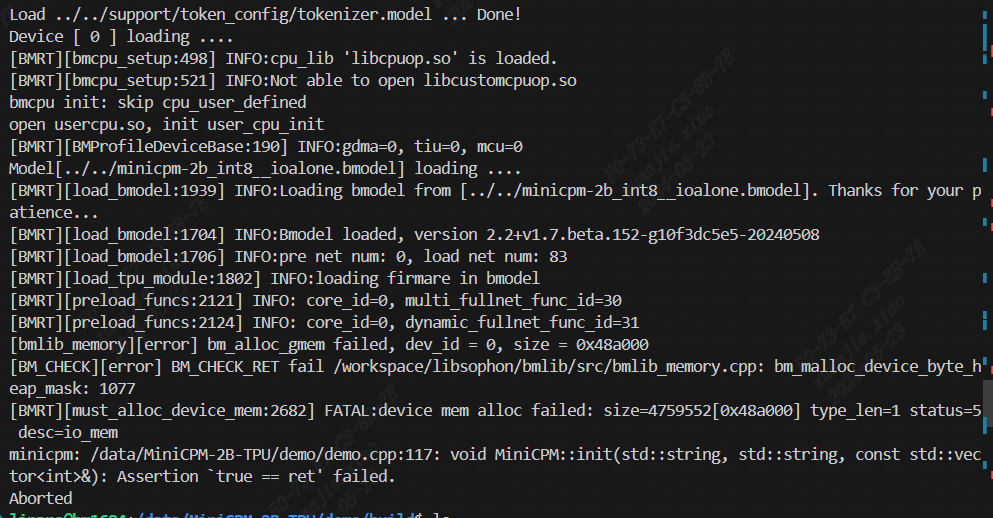 Load ../../support/token_config/tokenizer.model ... Done!
Device [ 0 ] loading ....
[BMRT][bmcpu_setup:498] INFO:cpu_lib 'libcpuop.so' is loaded.
[BMRT][bmcpu_setup:521] INFO:Not able to open libcustomcpuop.so
bmcpu init: skip cpu_user_defined
open usercpu.so, init user_cpu_init
[BMRT][BMProfileDeviceBase:190] INFO:gdma=0, tiu=0, mcu=0
Model[../../minicpm-2b_int8__ioalone.bmodel] loading ....
[BMRT][load_bmodel:1939] INFO:Loading bmodel from [../../minicpm-2b_int8__ioalone.bmodel]. Thanks for your p
atience...
[BMRT][load_bmodel:1704] INFO:Bmodel loaded, version 2.2+v1.7.beta.152-g10f3dc5e5-20240508
[BMRT][load_bmodel:1706] INFO:pre net num: 0, load net num: 83
[BMRT][load_tpu_module:1802] INFO:loading firmare in bmodel
[BMRT][preload_funcs:2121] INFO: core_id=0, multi_fullnet_func_id=30
[BMRT][preload_funcs:2124] INFO: core_id=0, dynamic_fullnet_func_id=31
[bmlib_memory][error] bm_alloc_gmem failed, dev_id = 0, size = 0x48a000
[BM_CHECK][error] BM_CHECK_RET fail /workspace/libsophon/bmlib/src/bmlib_memory.cpp: bm_malloc_device_byte_h
eap_mask: 1077
[BMRT][must_alloc_device_mem:2682] FATAL:device mem alloc failed: size=4759552[0x48a000] type_len=1 status=5
desc=io_mem
minicpm: /data/MiniCPM-2B-TPU/demo/demo.cpp:117: void MiniCPM::init(std::string, std::string, const std::vec
tor<int>&): Assertion `true == ret' failed.
Aborted